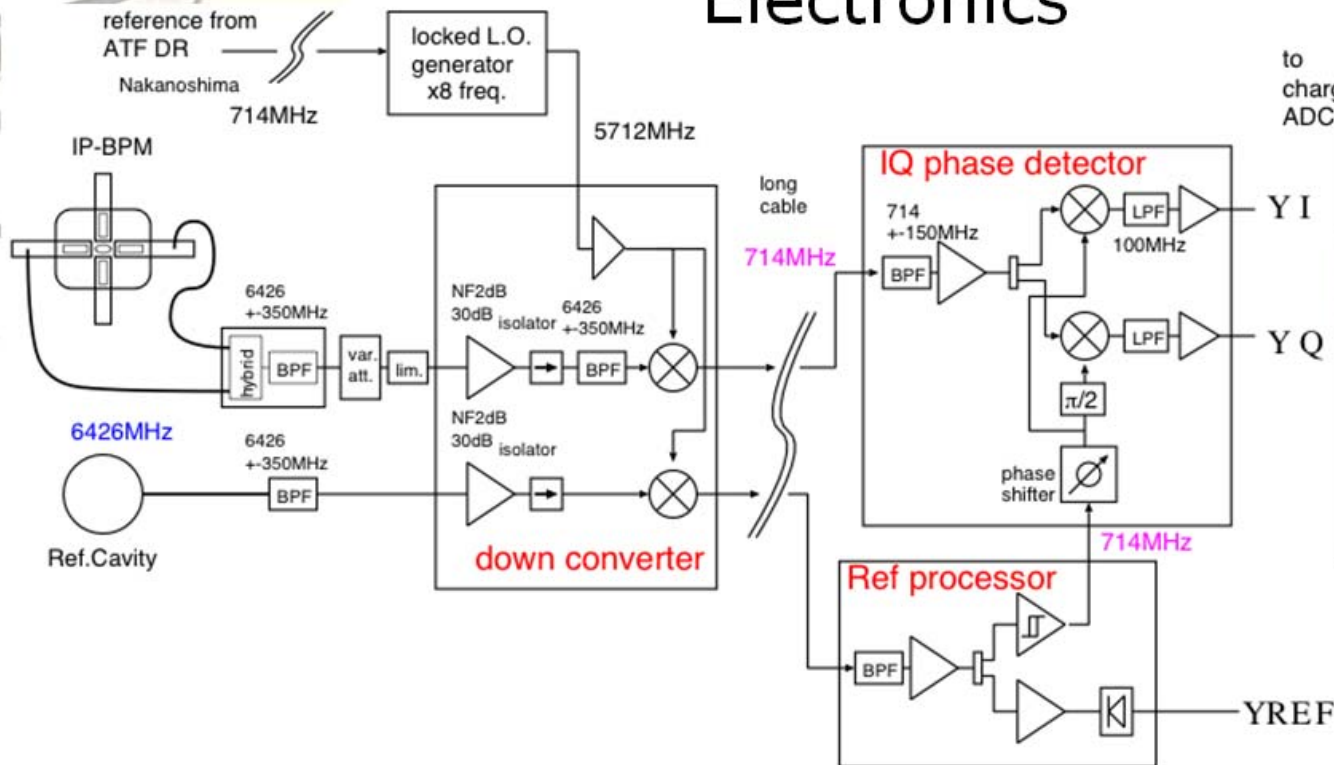 Electronics
reference from
ATF DR
Nakanoshima
714MHz
locked L.O.
generator
x8 freq.
5712MHz
to
charg
ADC
IP-BPM
6426
+-350MHz
hybrid
BPF
var.
att.
lim.
NF2dB
30dB
isolator
6426
+-350MHz
BPF
long
cable
714MHz
IQ phase detector
714
+-150MHz
BPF
LPF
100MHz
Y I
LPF
Y Q
π/2
phase
shifter
714MHz
6426MHz
Ref.Cavity
6426
+-350MHz
BPF
NF2dB
30dB
isolator
down converter
Ref processor
BPF
YREF